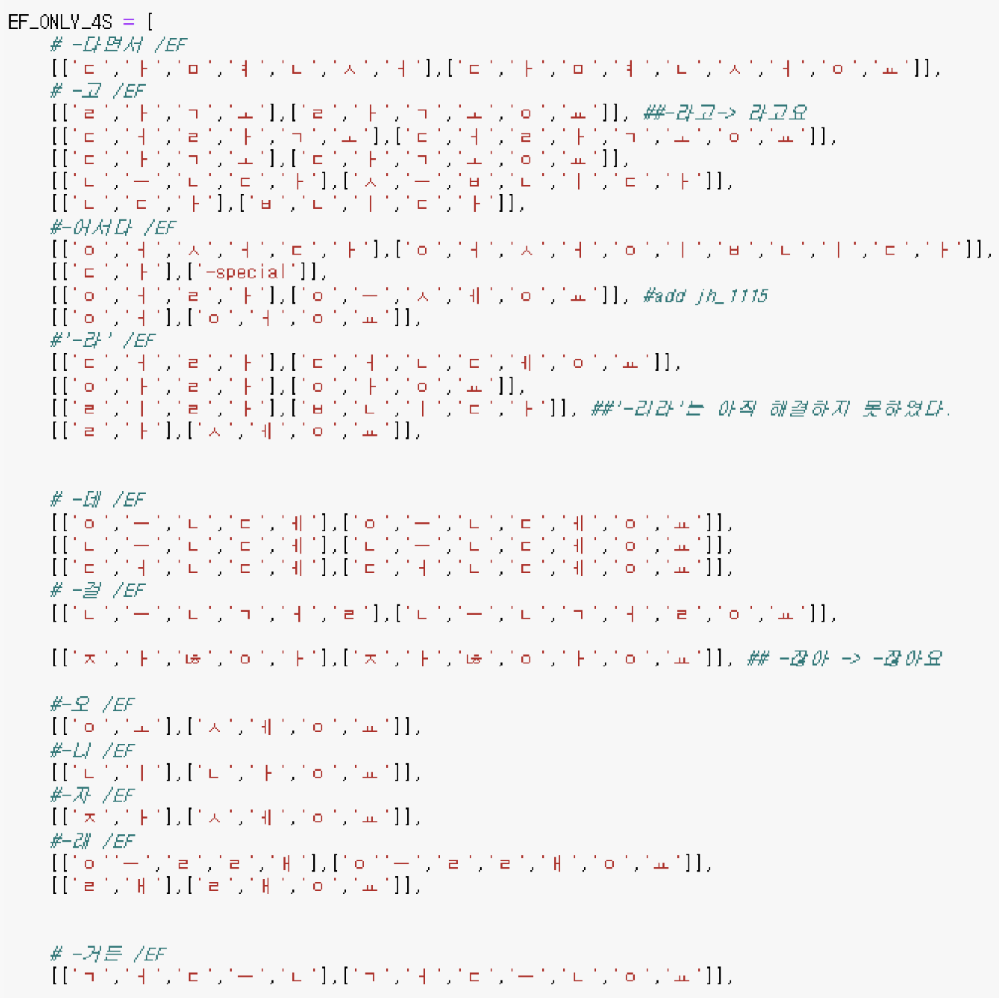 EF_ONLY_4S = [
# -다면서 /EF
[['ㄷ','ㅏ','ㅁ','ㅕ','ㄴ','ㅅ','ㅓ'],['ㄷ','ㅏ','ㅁ','ㅕ','ㄴ','ㅅ','ㅓ','ㅇ','ㅛ']],
# -고 /EF
[['ㄹ','ㅏ','ㄱ','ㅗ'],['ㄹ','ㅏ','ㄱ','ㅗ','ㅇ','ㅛ']], ##-라고-> 라고요
[['ㄷ','ㅓ','ㄹ','ㅏ','ㄱ','ㅗ'],['ㄷ','ㅓ','ㄹ','ㅏ','ㄱ','ㅗ','ㅇ','ㅛ']],
[['ㄷ','ㅏ','ㄱ','ㅗ'],['ㄷ','ㅏ','ㄱ','ㅗ','ㅇ','ㅛ']],
[['ㄴ','ㅡ','ㄴ','ㄷ','ㅏ'],['ㅅ','ㅡ','ㅂ','ㄴ','ㅣ','ㄷ','ㅏ']],
[['ㄴ','ㄷ','ㅏ'],['ㅂ','ㄴ','ㅣ','ㄷ','ㅏ']],
#-어서다 /EF
[['ㅇ','ㅓ','ㅅ','ㅓ','ㄷ','ㅏ'],['ㅇ','ㅓ','ㅅ','ㅓ','ㅇ','ㅣ','ㅂ','ㄴ','ㅣ','ㄷ','ㅏ']],
[['ㄷ','ㅏ'],['-special']],
[['ㅇ','ㅓ','ㄹ','ㅏ'],['ㅇ','ㅡ','ㅅ','ㅔ','ㅇ','ㅛ']], #add jh_1115
[['ㅇ','ㅓ'],['ㅇ','ㅓ','ㅇ','ㅛ']],
#'-라' /EF
[['ㄷ','ㅓ','ㄹ','ㅏ'],['ㄷ','ㅓ','ㄴ','ㄷ','ㅔ','ㅇ','ㅛ']],
[['ㅇ','ㅏ','ㄹ','ㅏ'],['ㅇ','ㅏ','ㅇ','ㅛ']],
[['ㄹ','ㅣ','ㄹ','ㅏ'],['ㅂ','ㄴ','ㅣ','ㄷ','ㅏ']], ##'-리라'는 아직 해결하지 못하였다.
[['ㄹ','ㅏ'],['ㅅ','ㅔ','ㅇ','ㅛ']],
# -데 /EF
[['ㅇ','ㅡ','ㄴ','ㄷ','ㅔ'],['ㅇ','ㅡ','ㄴ','ㄷ','ㅔ','ㅇ','ㅛ']],
[['ㄴ','ㅡ','ㄴ','ㄷ','ㅔ'],['ㄴ','ㅡ','ㄴ','ㄷ','ㅔ','ㅇ','ㅛ']],
[['ㄷ','ㅓ','ㄴ','ㄷ','ㅔ'],['ㄷ','ㅓ','ㄴ','ㄷ','ㅔ','ㅇ','ㅛ']],
# -걸 /EF
[['ㄴ','ㅡ','ㄴ','ㄱ','ㅓ','ㄹ'],['ㄴ','ㅡ','ㄴ','ㄱ','ㅓ','ㄹ','ㅇ','ㅛ']],
[['ㅈ','ㅏ','ㄶ','ㅇ','ㅏ'],['ㅈ','ㅏ','ㄶ','ㅇ','ㅏ','ㅇ','ㅛ']], ## -잖아 -> -잖아요
#-오 /EF
[['ㅇ','ㅗ'],['ㅅ','ㅔ','ㅇ','ㅛ']],
#-니 /EF
[['ㄴ','ㅣ'],['ㄴ','ㅏ','ㅇ','ㅛ']],
#-자 /EF
[['ㅈ','ㅏ'],['ㅅ','ㅔ','ㅇ','ㅛ']],
#-래 /EF
[['ㅇ''ㅡ','ㄹ','ㄹ','ㅐ'],['ㅇ''ㅡ','ㄹ','ㄹ','ㅐ','ㅇ','ㅛ']],
[['ㄹ','ㅐ'],['ㄹ','ㅐ','ㅇ','ㅛ']],
# -거든 /EF
[['ㄱ','ㅓ','ㄷ','ㅡ','ㄴ'],['ㄱ','ㅓ','ㄷ','ㅡ','ㄴ','ㅇ','ㅛ']],